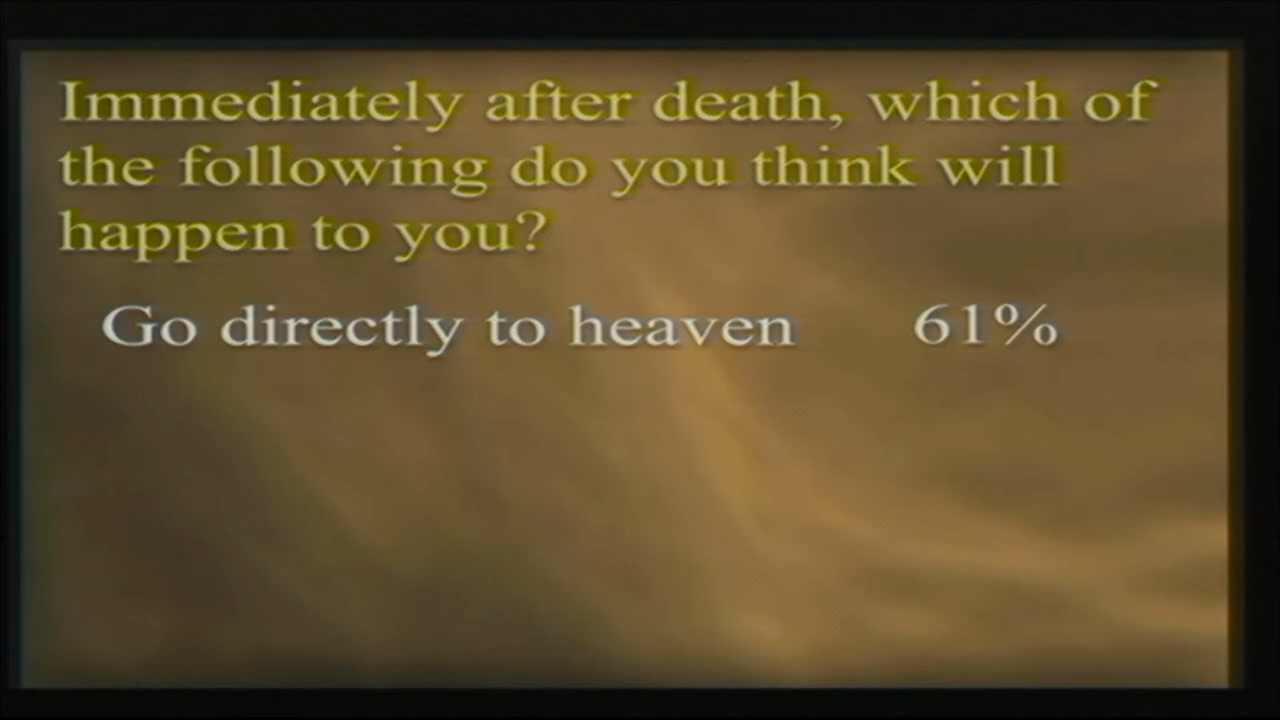 Immediately after death, which of
the following do you think will
happen to you?
Go directly to heaven 61%